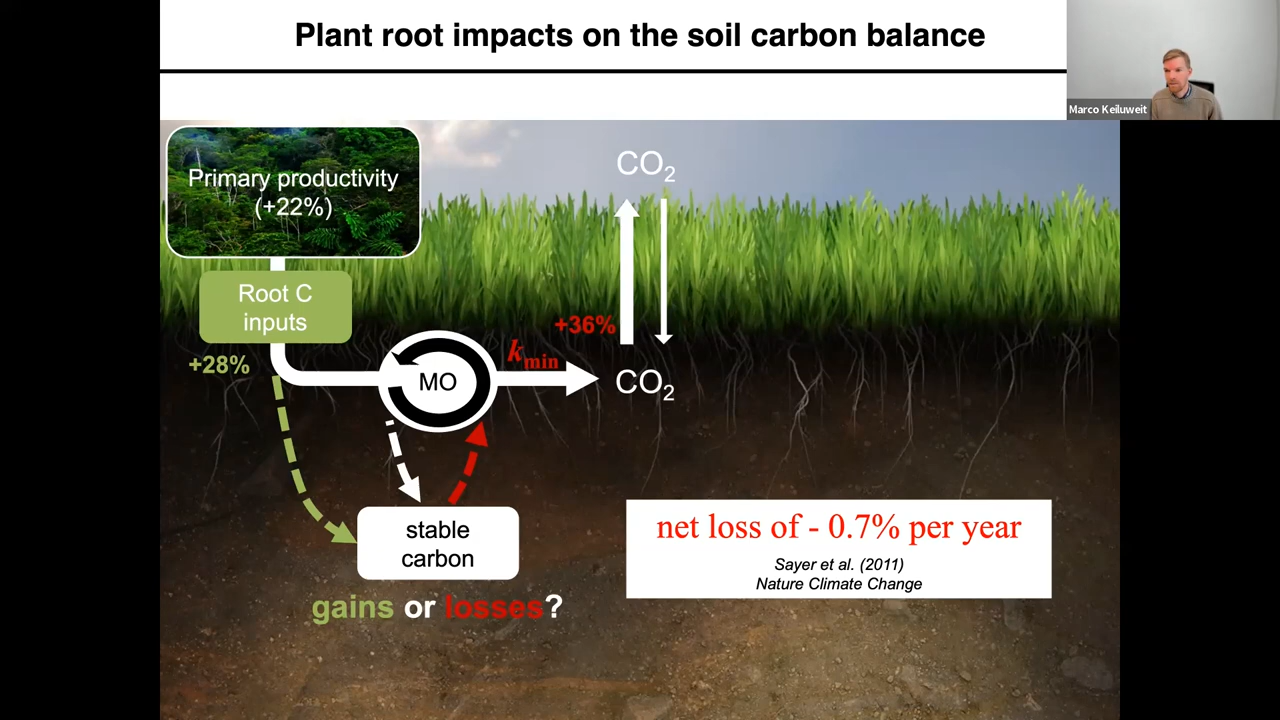 Plant root impacts on the soil carbon balance
Marco Keiluweit
Primary productivity
(+22%)
CO2
Root C
inputs
+28%
+36%
kmin
MO
CO2
stable
carbon
gains or losses?
net loss of - 0.7% per year
Sayer et al. (2011)
Nature Climate Change